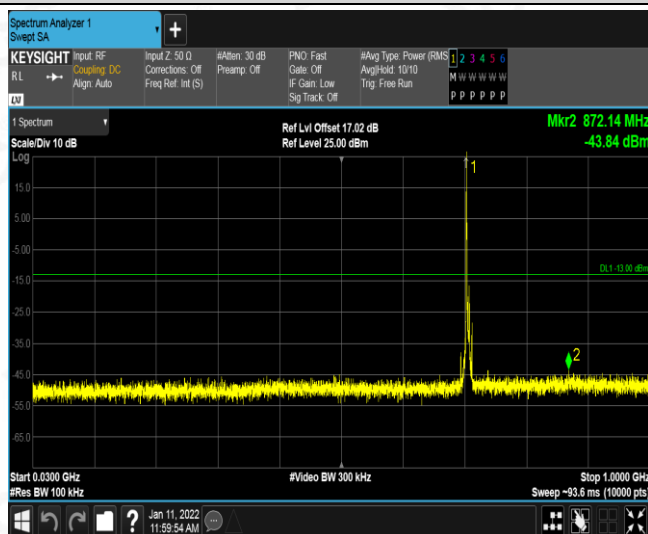 Spectrum Analyzer 1
Swept SA
+
KEYSIGHT
RL
Input: RF
Coupling: DC
Align: Auto
Input Z: 50 Ω
Corrections: Off
Freq Ref: Int (S)
#Atten: 30 dB
Preamp: Off
PNO: Fast
Gate: Off
IF Gain: Low
Sig Track: Off
#Avg Type: Power (RMS
Avg|Hold: 10/10
Trig: Free Run
1 2 3 4 5 6
M W W W W W
P P P P P P
LXI
1 Spectrum
Scale/Div 10 dB
Ref Lvl Offset 17.02 dB
Ref Level 25.00 dBm
Mkr2 872.14 MHz
-43.84 dBm
Log
15.0
5.00
-5.00
-15.0
-25.0
-35.0
-45.0
-55.0
-65.0
1
DL1 -13.00 dBm
2
Start 0.0300 GHz
#Res BW 100 kHz
#Video BW 300 kHz
Stop 1.0000 GHz
Sweep ~93.6 ms (10000 pts)
?
Jan 11, 2022
11:59:54 AM